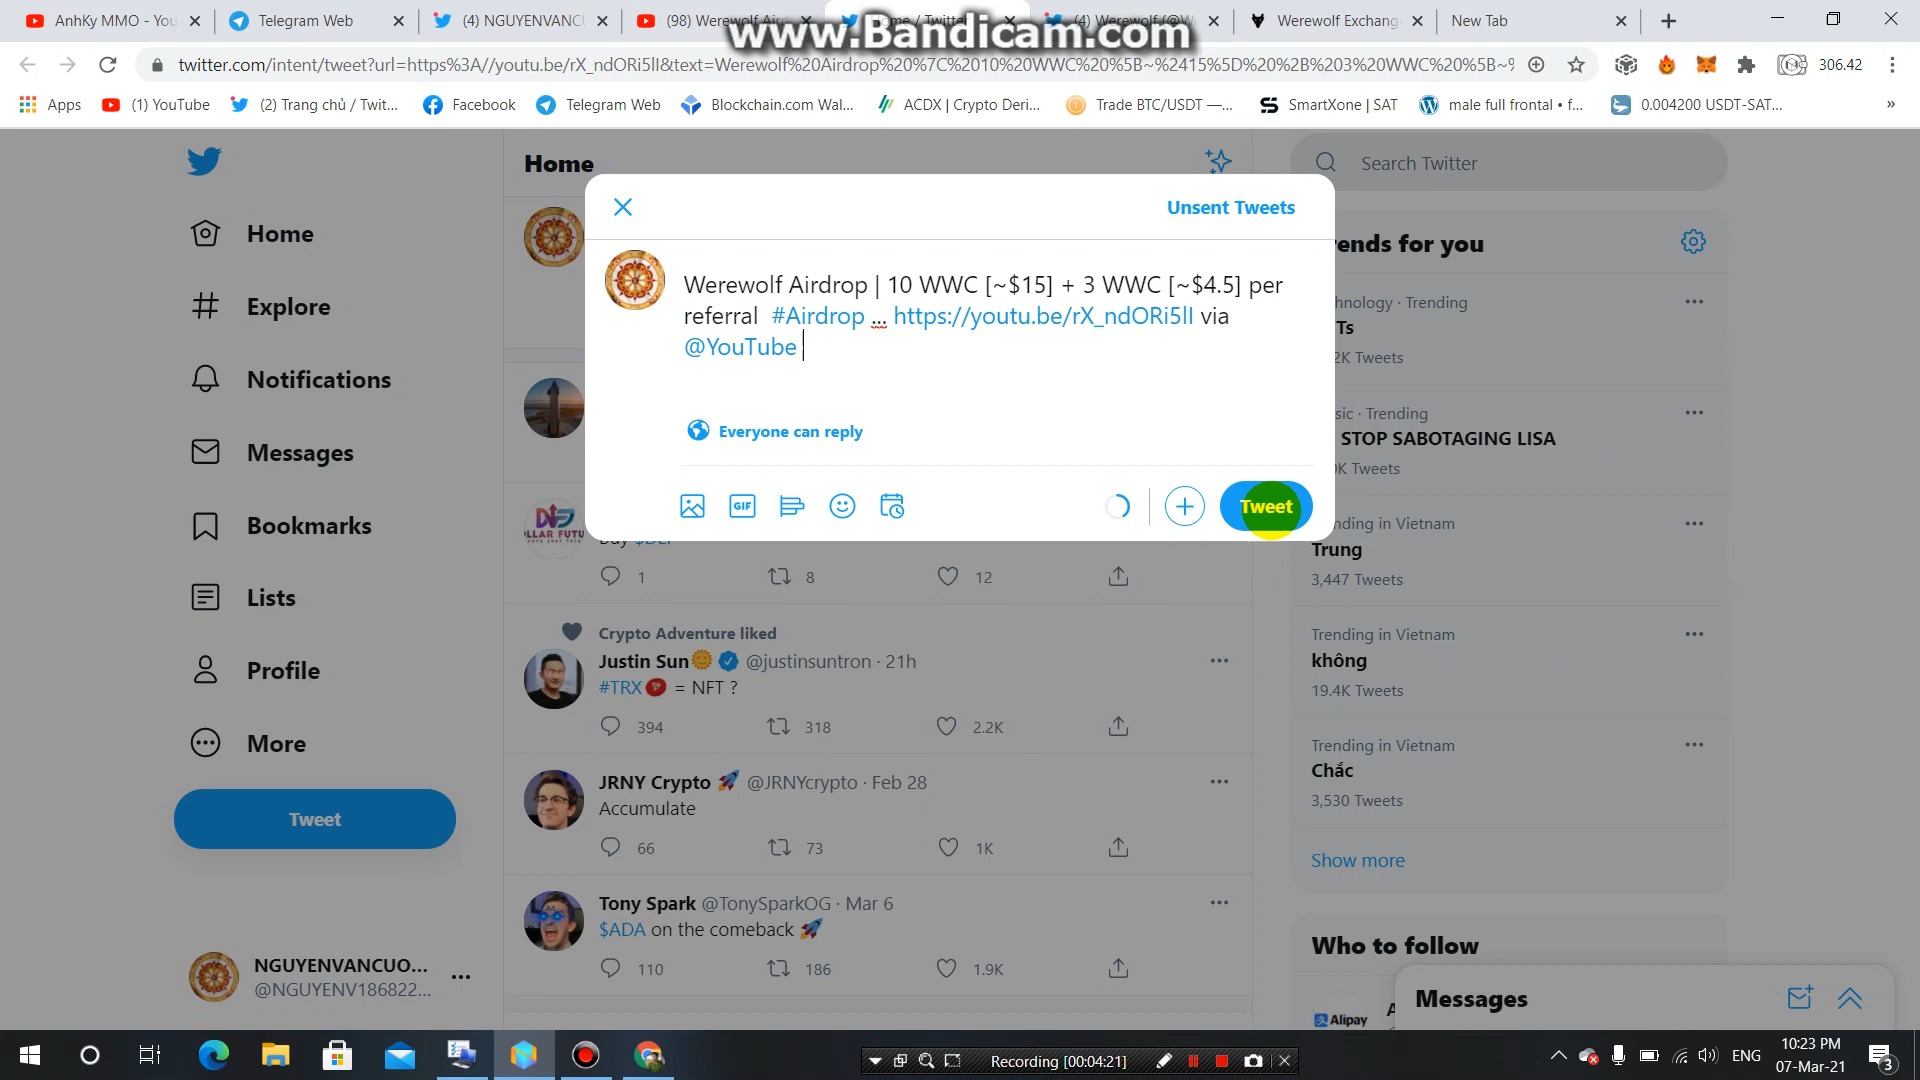 AnhKy MMO - You
Telegram Web
(4) NGUYENVANCU
(98) Werewolf Aird
Home / Twitter
(4) Werewolf (@W
Werewolf Exchang
New Tab
www.Bandicam.com
twitter.com/intent/tweet?url=https%3A//youtu.be/rX_ndORi5lI&text=Werewolf%20Airdrop%20%7C%2010%20WWC%20%5B~%2415%5D%20%2B%203%20WWC%20%5B~%
306.42
Apps
(1) YouTube
(2) Trang chủ / Twit...
Facebook
Telegram Web
Blockchain.com Wal...
ACDX | Crypto Deri...
Trade BTC/USDT —...
SmartXone | SAT
male full frontal • f...
0.004200 USDT-SAT...
»
Home
Search Twitter
Unsent Tweets
Home
Explore
Notifications
Messages
Bookmarks
Lists
Profile
More
Tweet
NGUYENVANCUO...
@NGUYENV186822...
Werewolf Airdrop | 10 WWC [~$15] + 3 WWC [~$4.5] per
referral #Airdrop ... https://youtu.be/rX_ndORi5lI via
@YouTube
Everyone can reply
GIF
Tweet
1
8
12
Crypto Adventure liked
Justin Sun🌞 @justinsuntron · 21h
#TRX = NFT ?
394
318
2.2K
JRNY Crypto 🚀 @JRNYcrypto · Feb 28
Accumulate
66
73
1K
Tony Spark @TonySparkOG · Mar 6
$ADA on the comeback 🚀
110
186
1.9K
ends for you
hnology · Trending
Ts
2K Tweets
sic · Trending
STOP SABOTAGING LISA
K Tweets
nding in Vietnam
Trung
3,447 Tweets
Trending in Vietnam
không
19.4K Tweets
Trending in Vietnam
Chắc
3,530 Tweets
Show more
Who to follow
Alipay
Messages
Recording [00:04:21]
ENG
10:23 PM
07-Mar-21
3